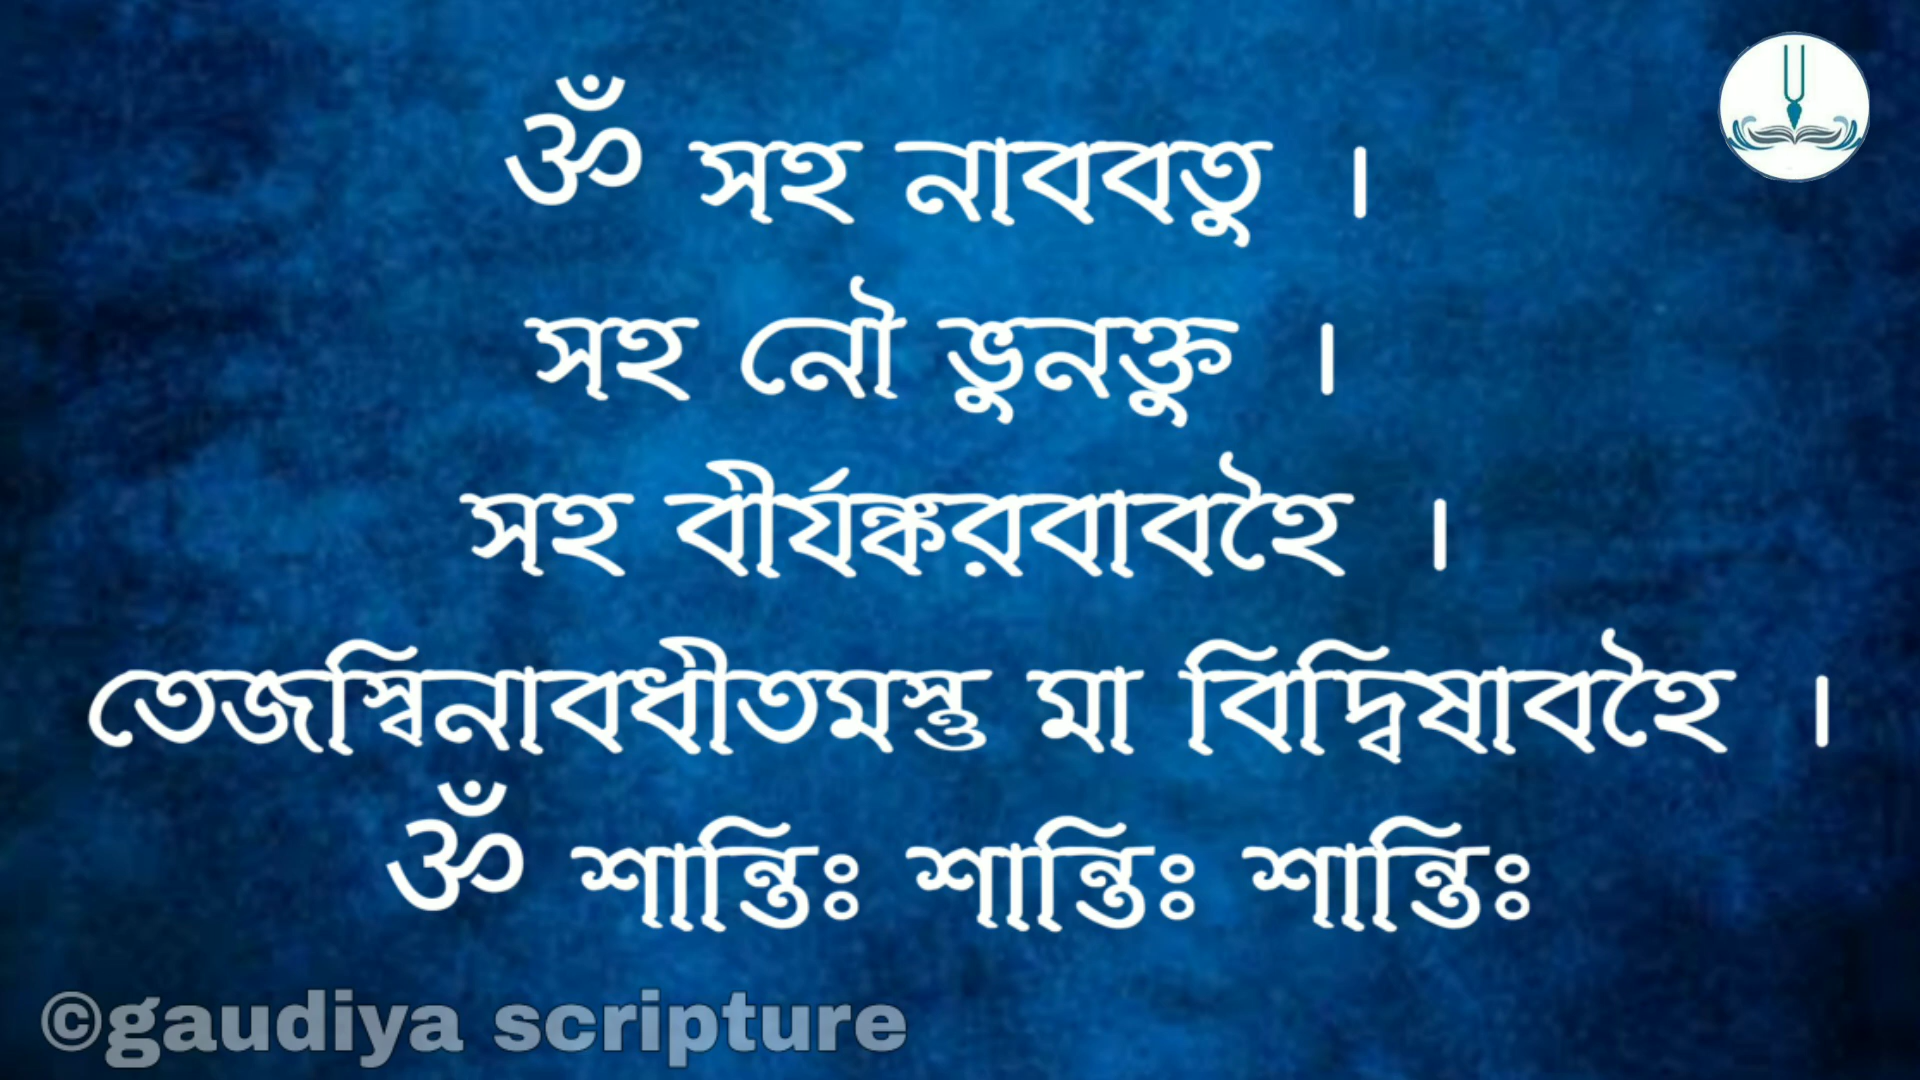 ওঁ সহ নাববতু ।
সহ নৌ ভুনক্তু ।
সহ বীর্যঙ্করবাবহৈ ।
তেজস্বিনাবধীতমস্তু মা বিদ্বিষাবহৈ ।
ওঁ শান্তিঃ শান্তিঃ শান্তিঃ
©gaudiya scripture